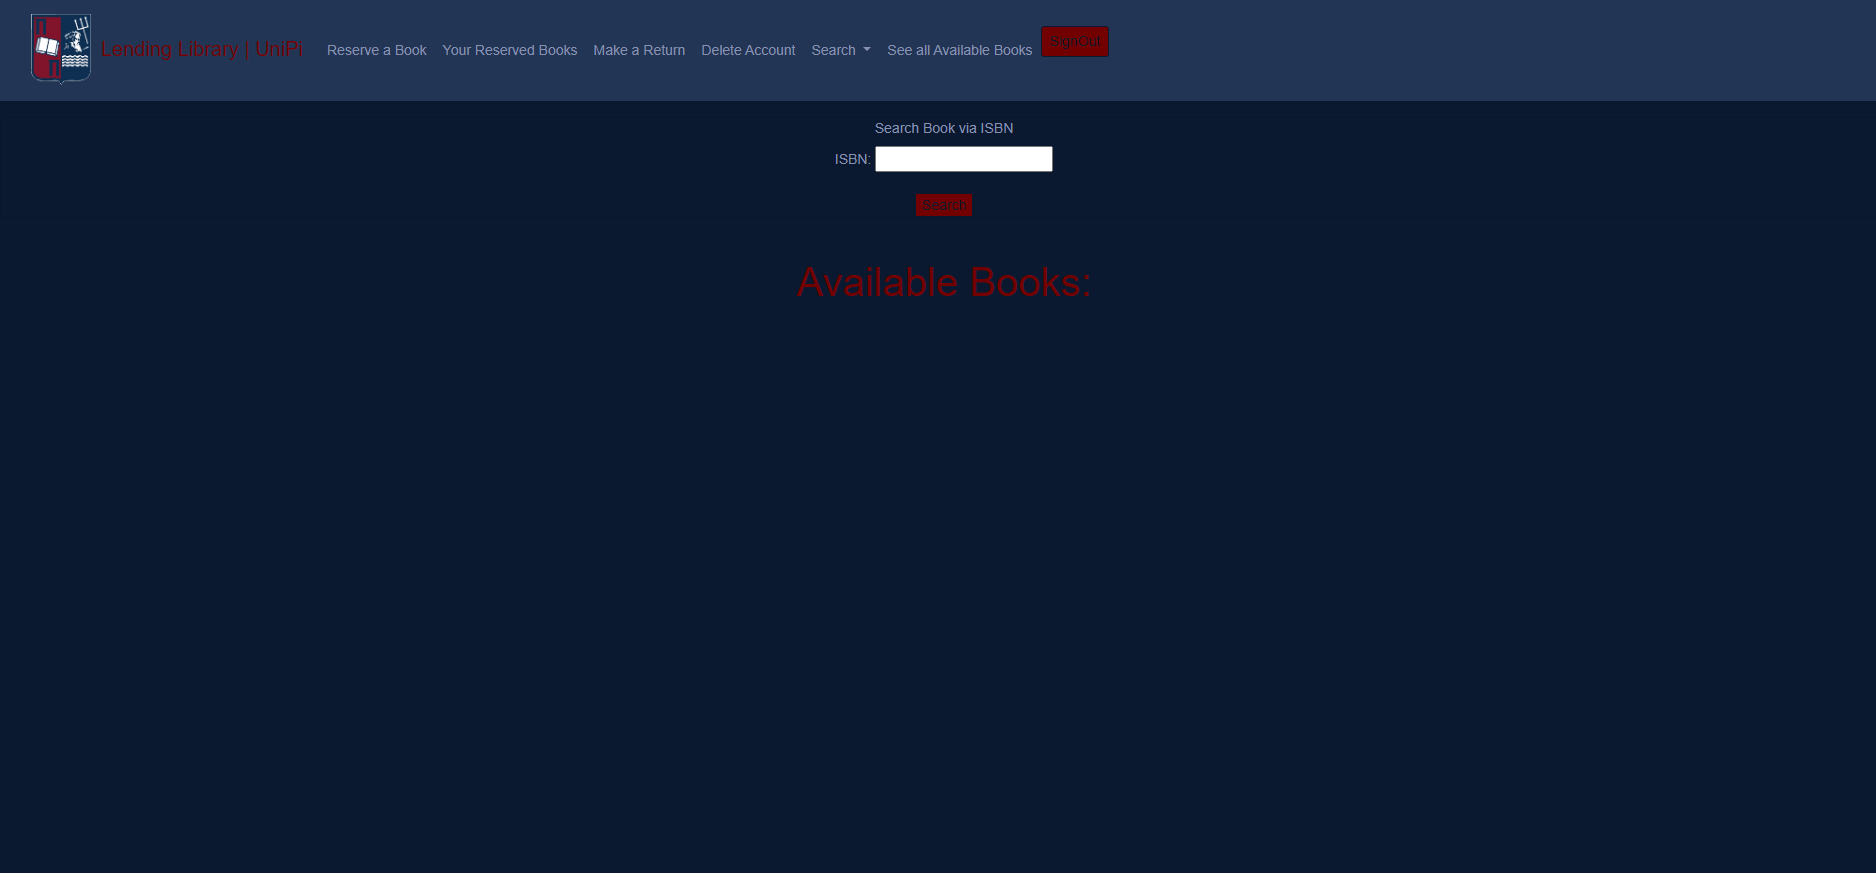 Lending Library | UniPi Reserve a Book Your Reserved Books Make a Return Delete Account Search See all Available Books SignOut
Search Book via ISBN
ISBN:
Search
Available Books: